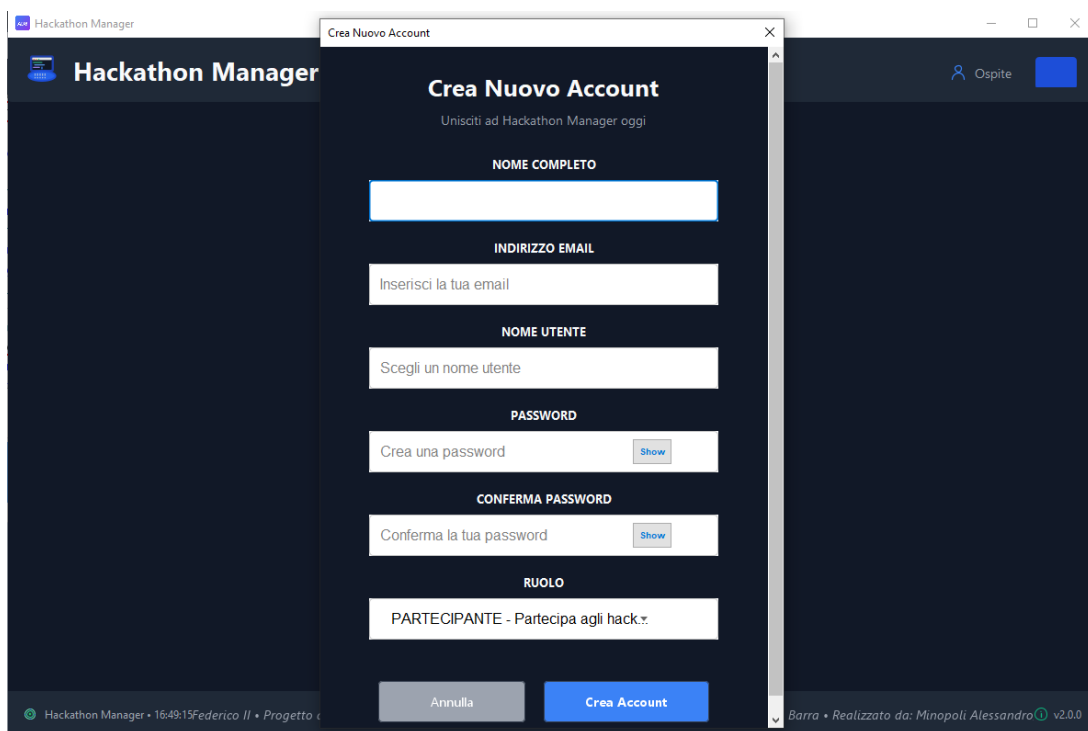 Hackathon Manager
Crea Nuovo Account
Hackathon Manager
Ospite
Crea Nuovo Account
Unisciti ad Hackathon Manager oggi
NOME COMPLETO
INDIRIZZO EMAIL
Inserisci la tua email
NOME UTENTE
Scegli un nome utente
PASSWORD
Crea una password
Show
CONFERMA PASSWORD
Conferma la tua password
Show
RUOLO
PARTECIPANTE - Partecipa agli hack...
Annulla
Crea Account
Hackathon Manager • 16:49:15
Federico II • Progetto
Barra • Realizzato da: Minopoli Alessandro
v2.0.0